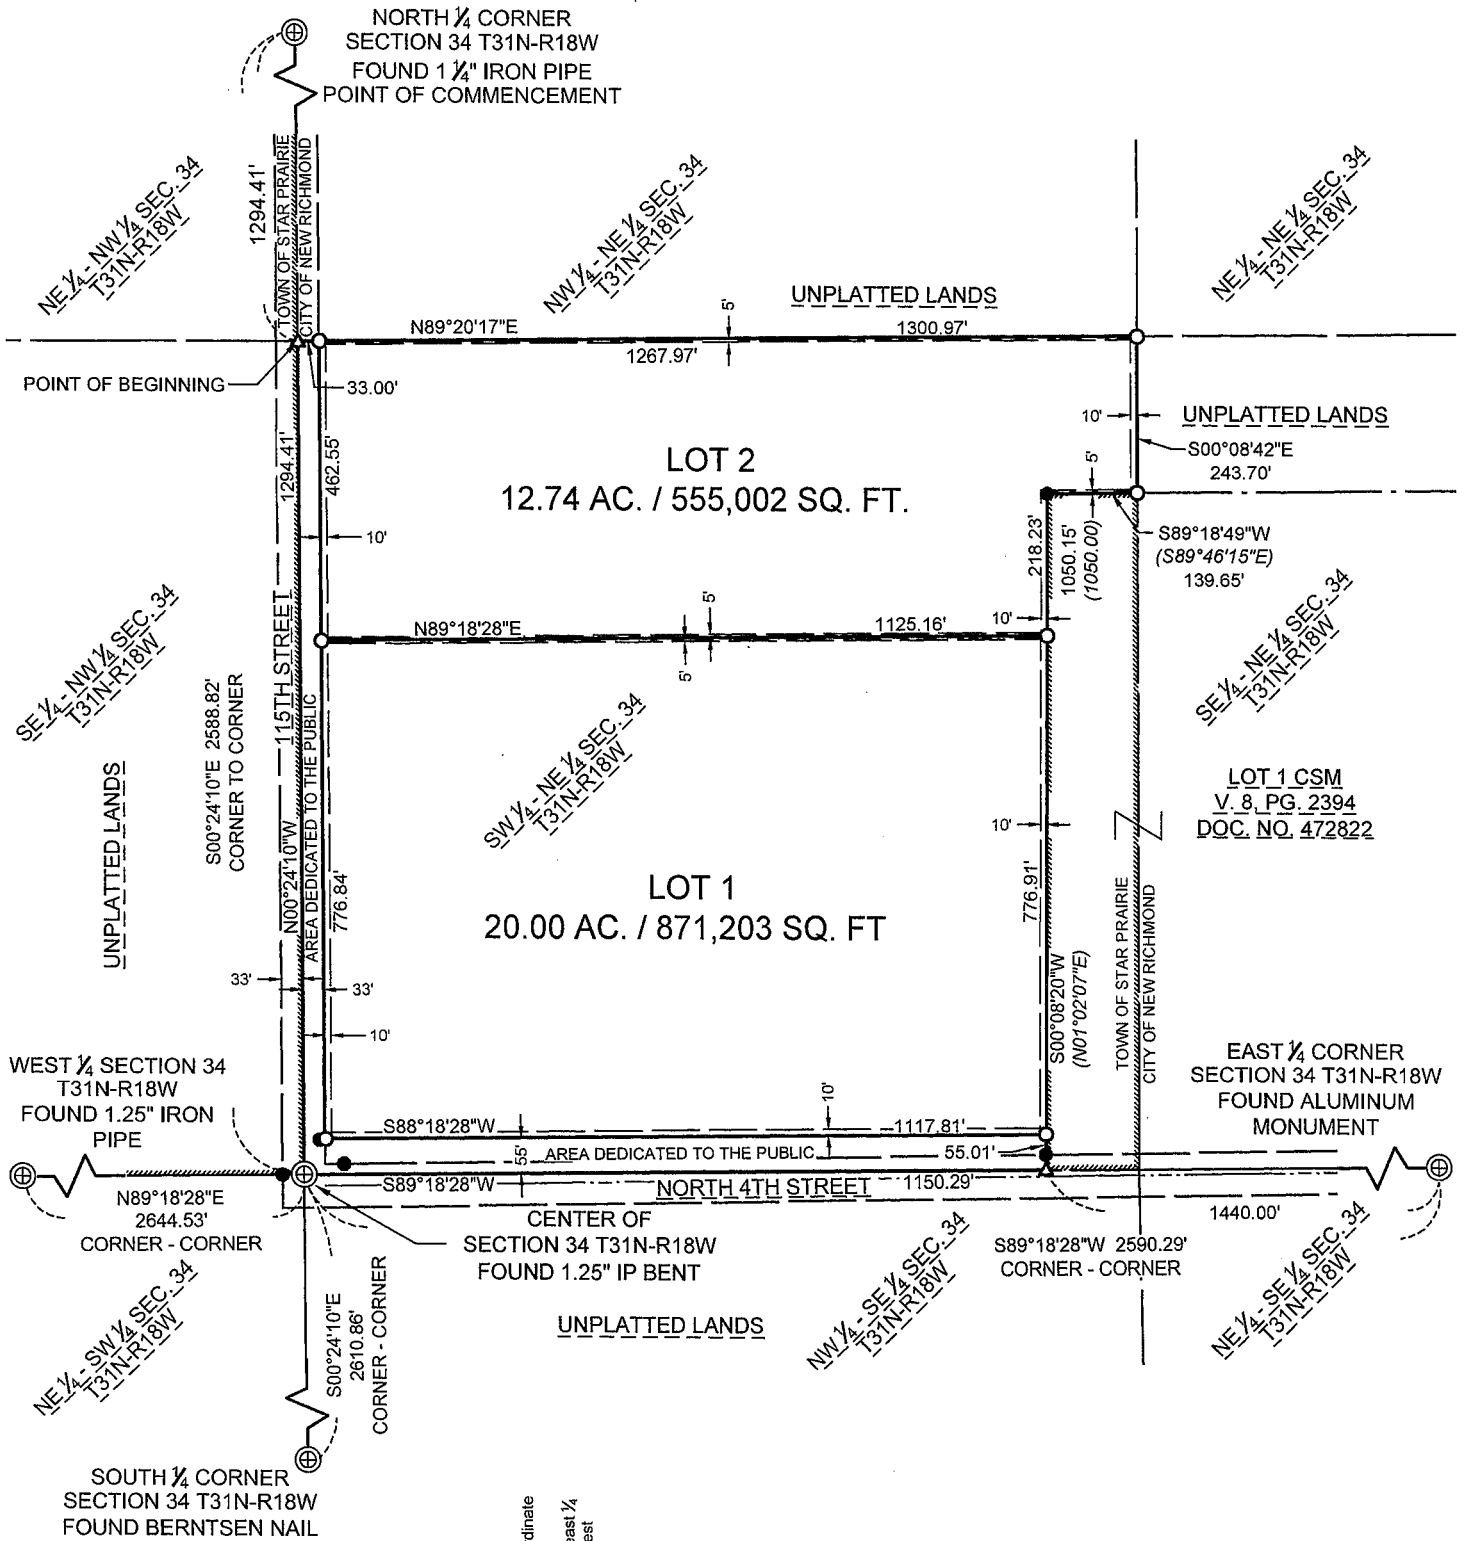 NORTH ¼ CORNER
SECTION 34 T31N-R18W
FOUND 1 ¼" IRON PIPE
POINT OF COMMENCEMENT
1294.41'
TOWN OF STAR PRAIRIE
CITY OF NEW RICHMOND
NE ¼ - NW ¼ SEC. 34
T31N-R18W
NW ¼ - NE ¼ SEC. 34
T31N-R18W
NE ¼ - NE ¼ SEC. 34
T31N-R18W
UNPLATTED LANDS
N89°20'17"E
5'
1300.97'
1267.97'
POINT OF BEGINNING
33.00'
10'
UNPLATTED LANDS
S00°08'42"E
243.70'
1294.41'
462.55'
LOT 2
12.74 AC. / 555,002 SQ. FT.
10'
5'
218.23'
1050.15'
(1050.00)
S89°18'49"W
(S89°46'15"E)
139.65'
10'
N89°18'28"E
5'
5'
1125.16'
SE ¼ - NW ¼ SEC. 34
T31N-R18W
SE ¼ - NE ¼ SEC. 34
T31N-R18W
115TH STREET
S00°24'10"E 2588.82'
CORNER TO CORNER
AREA DEDICATED TO THE PUBLIC
SW ¼ - NE ¼ SEC. 34
T31N-R18W
UNPLATTED LANDS
LOT 1 CSM
V. 8, PG. 2394
DOC. NO. 472822
10'
N00°24'10"W
776.84'
LOT 1
20.00 AC. / 871,203 SQ. FT
776.91'
S00°08'20"W
(N01°02'07"E)
TOWN OF STAR PRAIRIE
CITY OF NEW RICHMOND
33'
33'
10'
WEST ¼ SECTION 34
T31N-R18W
FOUND 1.25" IRON
PIPE
EAST ¼ CORNER
SECTION 34 T31N-R18W
FOUND ALUMINUM
MONUMENT
S88°18'28"W
10'
1117.81'
55'
AREA DEDICATED TO THE PUBLIC
55.01'
S89°18'28"W
NORTH 4TH STREET
1150.29'
N89°18'28"E
2644.53'
CORNER - CORNER
1440.00'
CENTER OF
SECTION 34 T31N-R18W
FOUND 1.25" IP BENT
S89°18'28"W 2590.29'
CORNER - CORNER
NE ¼ - SW ¼ SEC. 34
T31N-R18W
S00°24'10"E
2610.86'
CORNER - CORNER
UNPLATTED LANDS
NW ¼ - SE ¼ SEC. 34
T31N-R18W
NE ¼ - SE ¼ SEC. 34
T31N-R18W
SOUTH ¼ CORNER
SECTION 34 T31N-R18W
FOUND BERNTSEN NAIL
dinate
east ¼
est